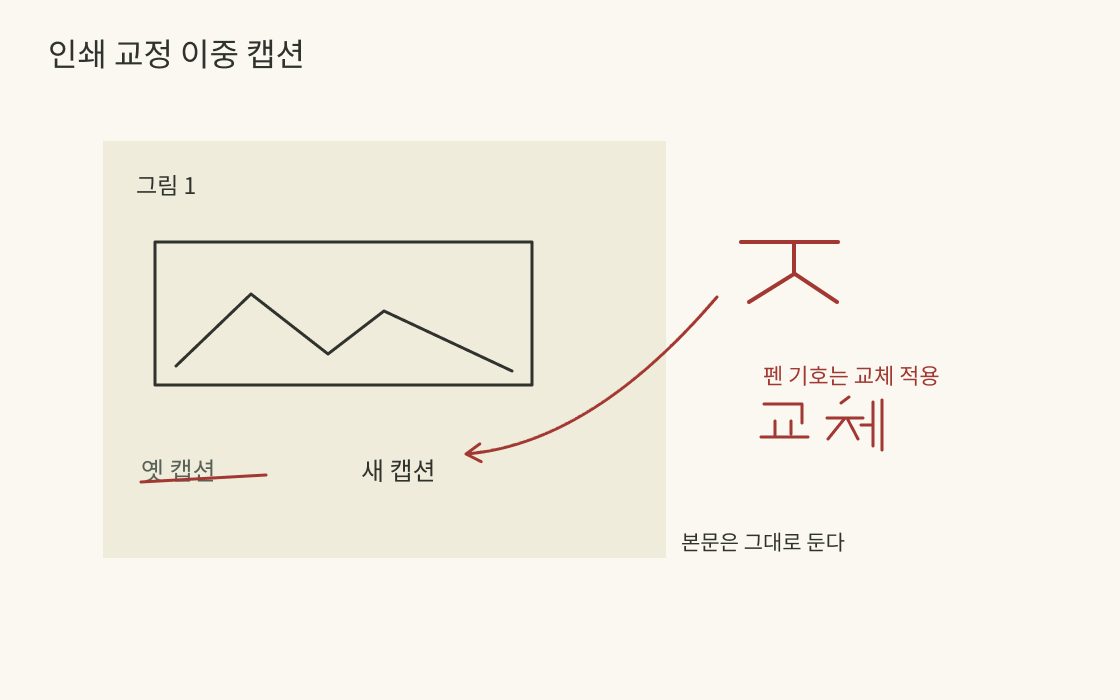 인쇄 교정 이중 캡션
그림 1
옛 캡션
새 캡션
ㅈ
펜 기호는 교체 적용
교체
본문은 그대로 둔다